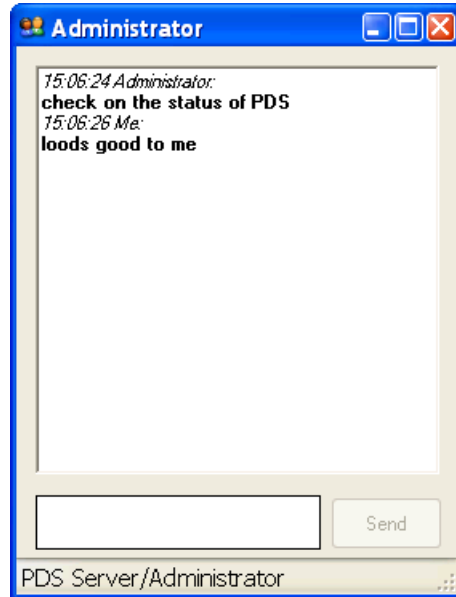 Administrator
15:06:24 Administrator:
check on the status of PDS
15:06:26 Me:
loods good to me
Send
PDS Server/Administrator